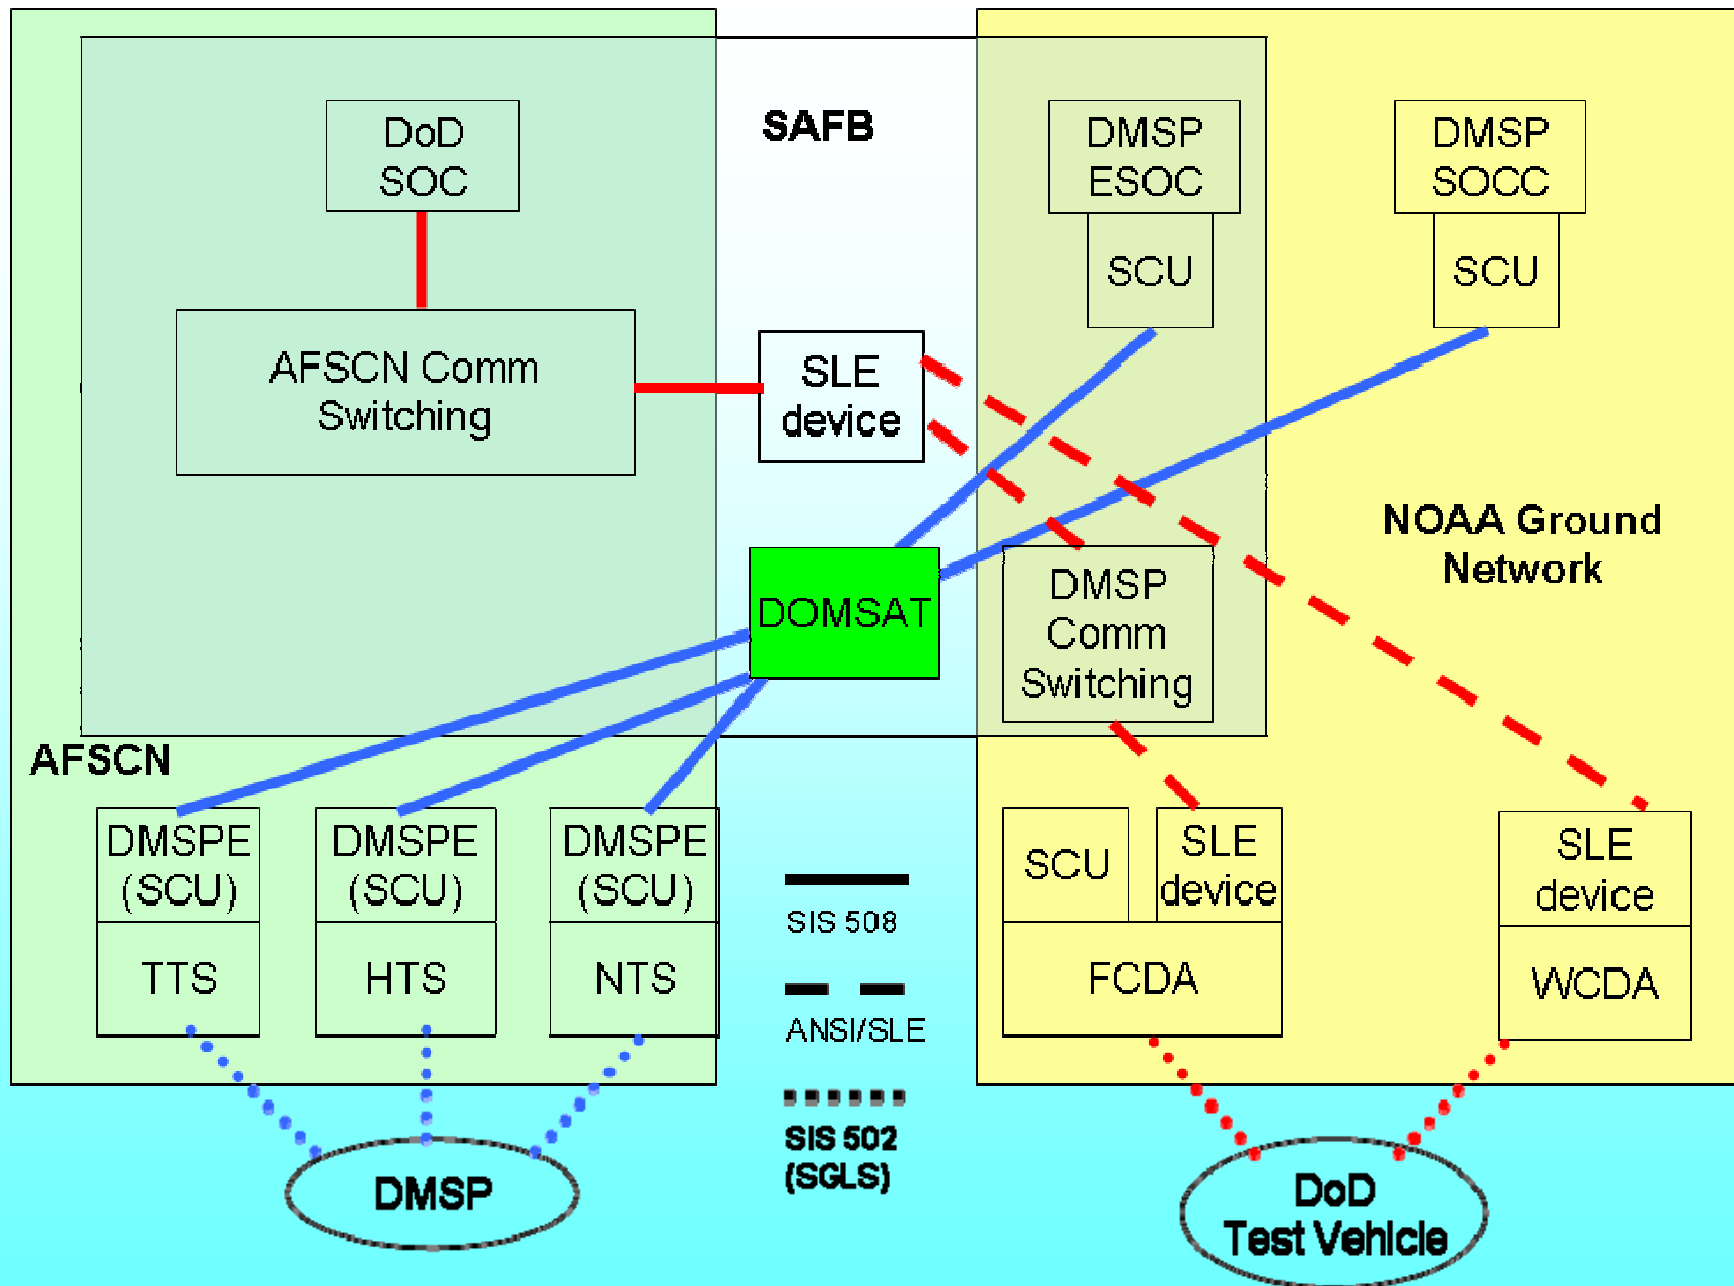 DoD
SOC
SAFB
DMSP
ESOC
DMSP
SOCC
SCU
SCU
AFSCN Comm
Switching
SLE
device
NOAA Ground
Network
DOMSAT
DMSP
Comm
Switching
AFSCN
DMSPE
(SCU)
DMSPE
(SCU)
DMSPE
(SCU)
TTS
HTS
NTS
SIS 508
ANSI/SLE
SIS 502
(SGLS)
SCU
SLE
device
FCDA
SLE
device
WCDA
DMSP
DoD
Test Vehicle